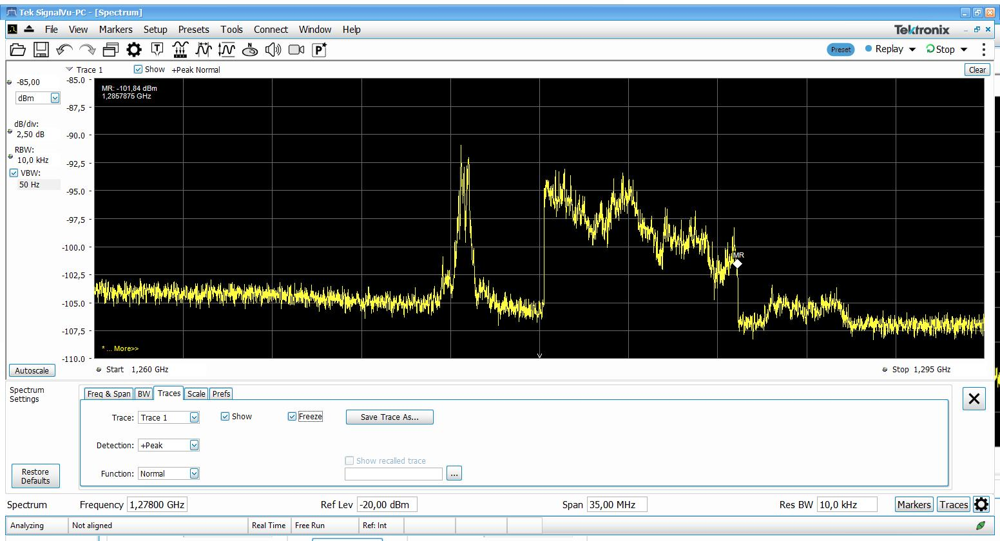 Tek SignalVu-PC - [Spectrum]
File View Markers Setup Presets Tools Connect Window Help
Tektronix
T N P Preset Replay Stop
Trace 1 Show +Peak Normal Clear
-85,00
dBm
dB/div:
2,50 dB
RBW:
10,0 kHz
VBW:
50 Hz
-85.0
-87,5
-90.0
-92,5
-95.0
-97,5
-100.0
-102,5
-105.0
-107,5
-110.0
MR: -101,84 dBm
1,2857875 GHz
MR
* ... More>>
Autoscale
Start 1,260 GHz Stop 1,295 GHz
Spectrum
Settings
Freq & Span BW Traces Scale Prefs
Trace: Trace 1 Show Freeze Save Trace As...
Detection: +Peak
Show recalled trace
Function: Normal ...
Restore
Defaults
Spectrum Frequency 1,27800 GHz Ref Lev -20,00 dBm Span 35,00 MHz Res BW 10,0 kHz Markers Traces
Analyzing Not aligned Real Time Free Run Ref: Int